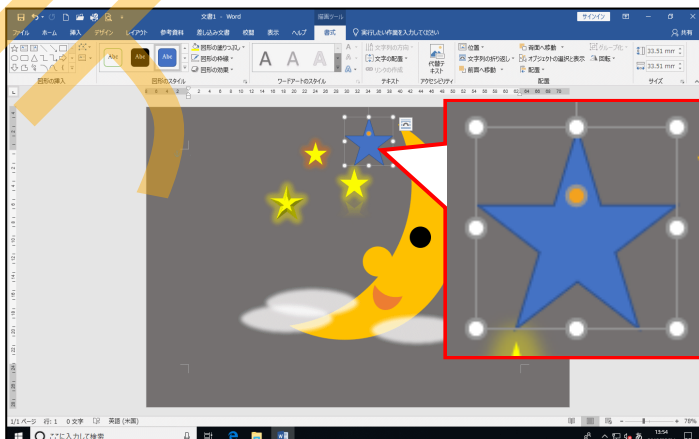 文書1 - Word
描画ツール
サインイン
ファイル ホーム 挿入 デザイン レイアウト 参考資料 差し込み文書 校閲 表示 ヘルプ 書式 実行したい作業を入力してください
共有
Abc Abc Abc
図形の塗りつぶし
図形の枠線
図形の効果
A A A
文字列の方向
文字の配置
リンクの作成
代替テキスト
位置
文字列の折り返し
前面へ移動
背面へ移動
オブジェクトの選択と表示
配置
グループ化
回転
33.51 mm
33.51 mm
図形の挿入 図形のスタイル ワードアートのスタイル テキスト アクセシビリティ 配置 サイズ
1/1 ページ 行: 1 0 文字 英語 (米国)
78%
ここに入力して検索
あ
13:54